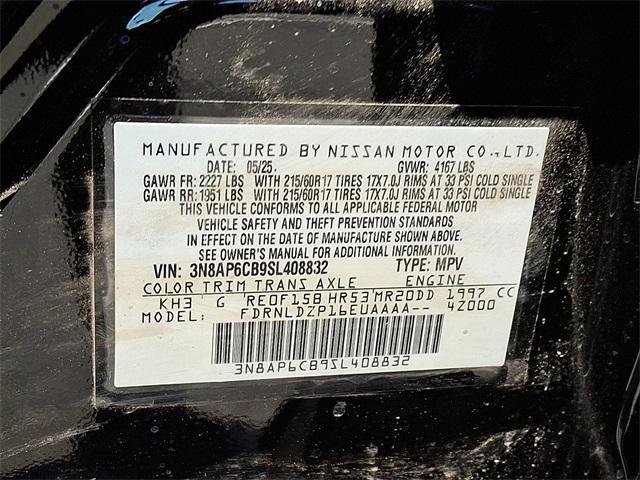 MANUFACTURED BY NISSAN MOTOR CO., LTD.
DATE: 05/25. GVWR: 4167 LBS
GAWR FR: 2227 LBS WITH 215/60R17 TIRES 17X7.0J RIMS AT 33 PSI COLD SINGLE
GAWR RR: 1951 LBS WITH 215/60R17 TIRES 17X7.0J RIMS AT 33 PSI COLD SINGLE
THIS VEHICLE CONFORMS TO ALL APPLICABLE FEDERAL MOTOR
VEHICLE SAFETY AND THEFT PREVENTION STANDARDS
IN EFFECT ON THE DATE OF MANUFACTURE SHOWN ABOVE.
SEE OWNER'S MANUAL FOR ADDITIONAL INFORMATION.
VIN: 3N8AP6CB9SL408832 TYPE: MPV
COLOR TRIM TRANS AXLE ENGINE
KH3 G RE0F15B HR53 MR20DD 1997 CC
MODEL: FDRNLDZP16EUAAAA-- 4Z000
3N8AP6CB9SL408832